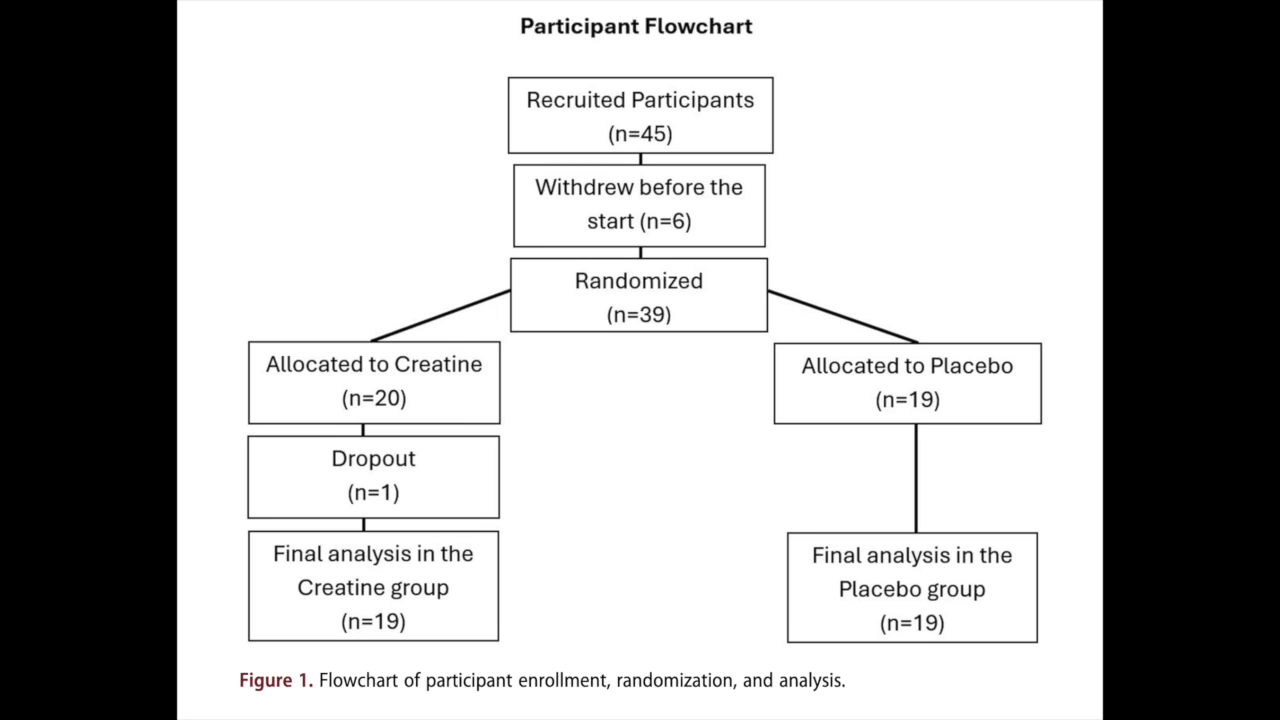 Participant Flowchart
Recruited Participants
(n=45)
Withdrew before the
start (n=6)
Randomized
(n=39)
Allocated to Creatine
(n=20)
Allocated to Placebo
(n=19)
Dropout
(n=1)
Final analysis in the
Creatine group
(n=19)
Final analysis in the
Placebo group
(n=19)
Figure 1. Flowchart of participant enrollment, randomization, and analysis.